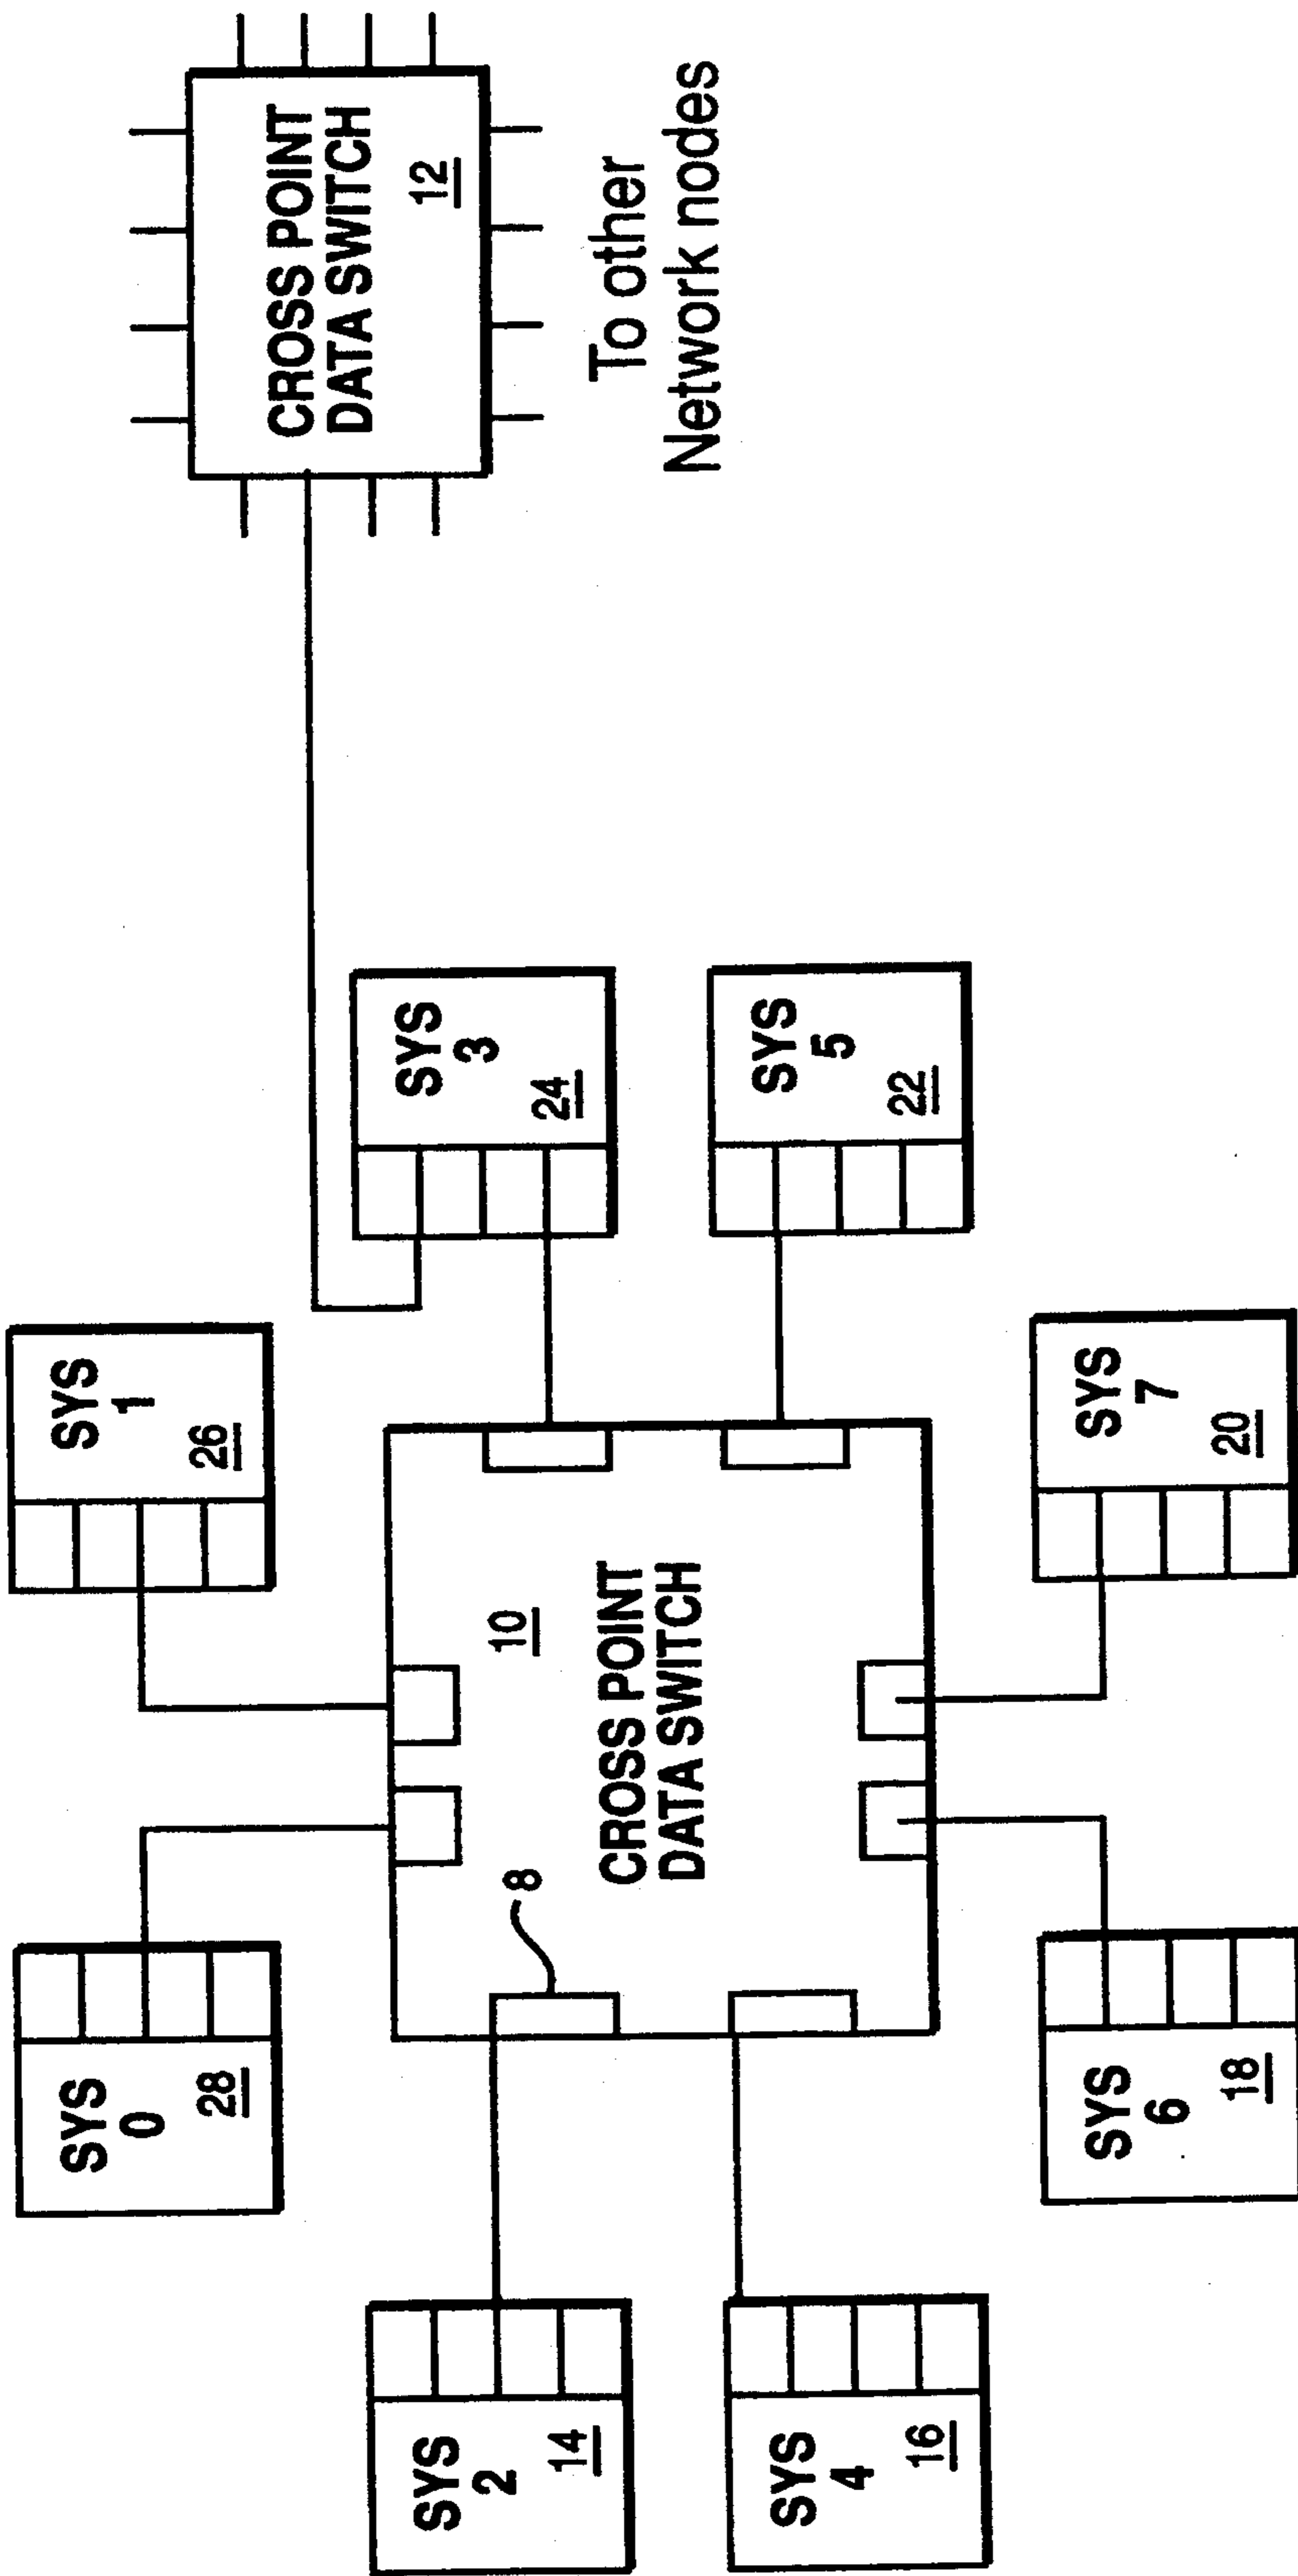 SYS
0
28
SYS
1
26
CROSS POINT
DATA SWITCH
12
To other
Network nodes
SYS
2
14
8
10
CROSS POINT
DATA SWITCH
SYS
3
24
SYS
4
16
SYS
5
22
SYS
6
18
SYS
7
20